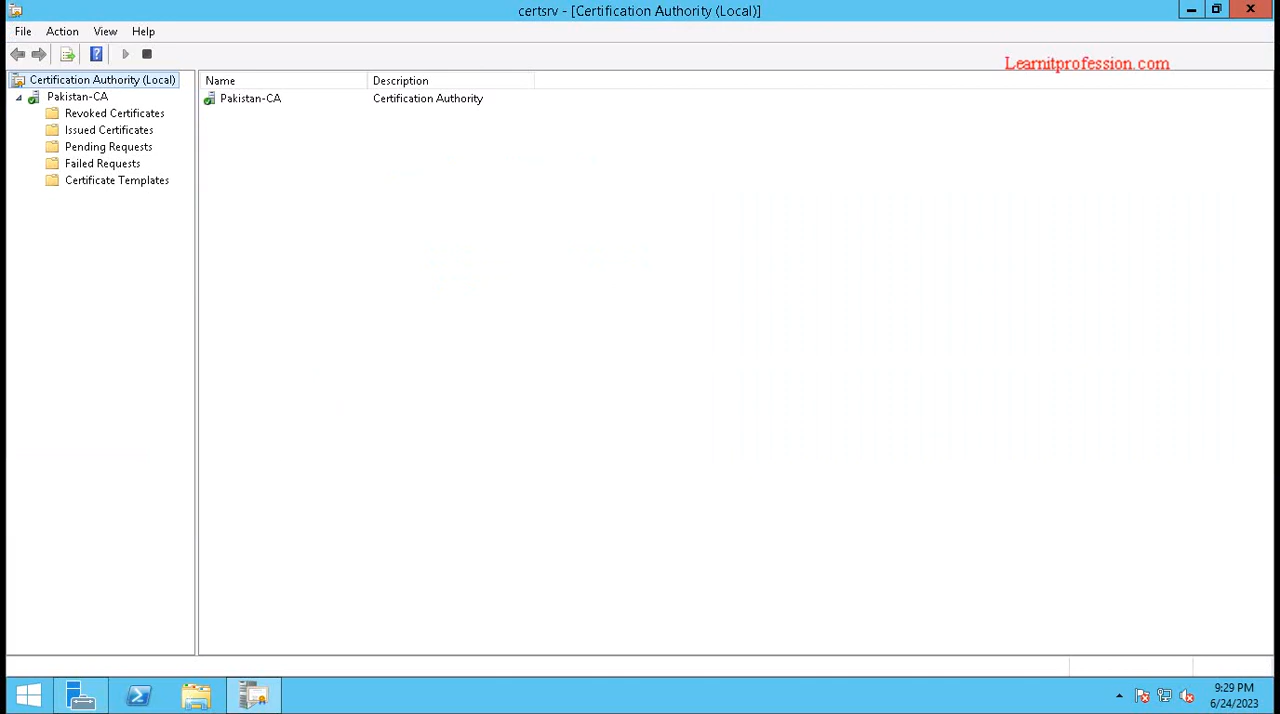 certsrv - [Certification Authority (Local)]
File Action View Help
Learnitprofession.com
Certification Authority (Local)
Pakistan-CA
Revoked Certificates
Issued Certificates
Pending Requests
Failed Requests
Certificate Templates
Name Description
Pakistan-CA Certification Authority
9:29 PM
6/24/2023